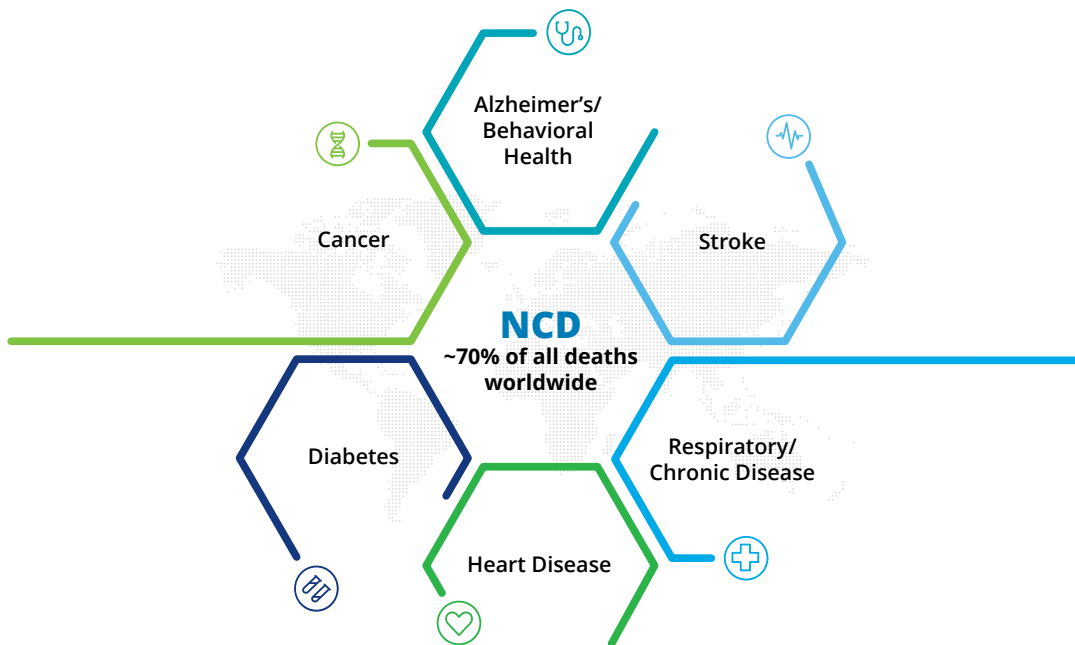 Alzheimer’s/
Behavioral
Health
Cancer
Stroke
NCD
~70% of all deaths
worldwide
Diabetes
Respiratory/
Chronic Disease
Heart Disease